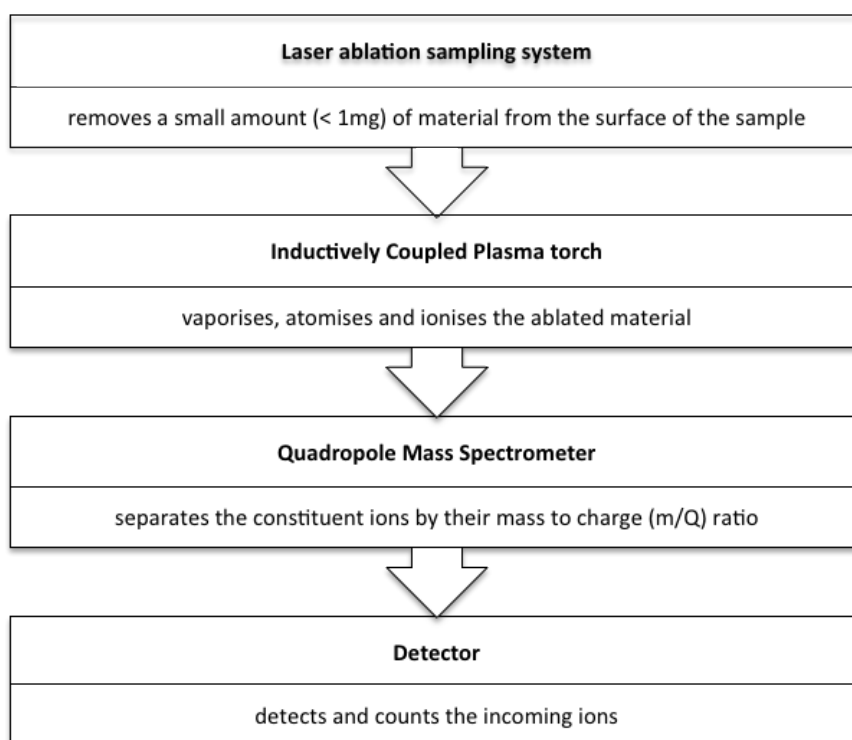 Laser ablation sampling system
removes a small amount (< 1mg) of material from the surface of the sample
Inductively Coupled Plasma torch
vaporises, atomises and ionises the ablated material
Quadropole Mass Spectrometer
separates the constituent ions by their mass to charge (m/Q) ratio
Detector
detects and counts the incoming ions